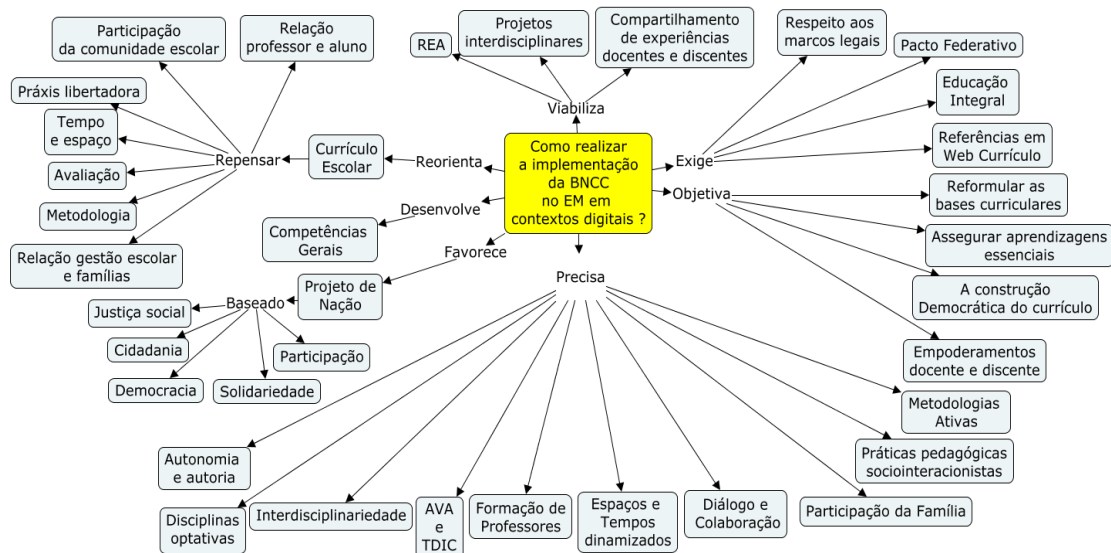 Participação
da comunidade escolar
Relação
professor e aluno
REA
Projetos
interdisciplinares
Compartilhamento
de experiências
docentes e discentes
Respeito aos
marcos legais
Pacto Federativo
Práxis libertadora
Tempo
e espaço
Avaliação
Metodologia
Relação gestão escolar
e famílias
Repensar
Currículo
Escolar
Reorienta
Viabiliza
Como realizar
a implementação
da BNCC
no EM em
contextos digitais ?
Exige
Educação
Integral
Referências em
Web Currículo
Objetiva
Reformular as
bases curriculares
Assegurar aprendizagens
essenciais
A construção
Democrática do currículo
Empoderamentos
docente e discente
Desenvolve
Competências
Gerais
Favorece
Projeto de
Nação
Baseado
Justiça social
Cidadania
Democracia
Solidariedade
Participação
Precisa
Autonomia
e autoria
Disciplinas
optativas
Interdisciplinariedade
AVA
e
TDIC
Formação de
Professores
Espaços e
Tempos
dinamizados
Diálogo e
Colaboração
Participação da Família
Práticas pedagógicas
sociointeracionistas
Metodologias
Ativas